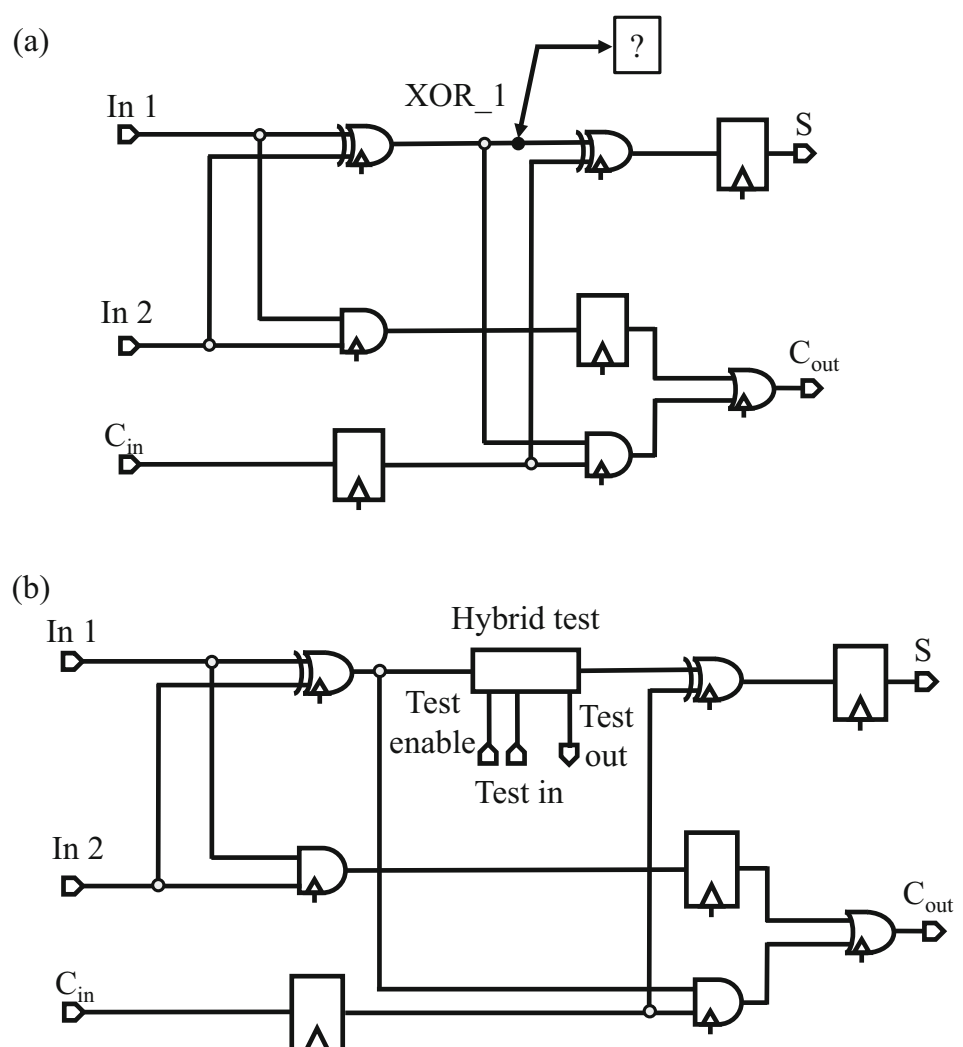 (a)
?
XOR_1
In 1
S
In 2
Cout
Cin
(b)
Hybrid test
In 1
S
Test
enable
Test
out
Test in
In 2
Cout
Cin